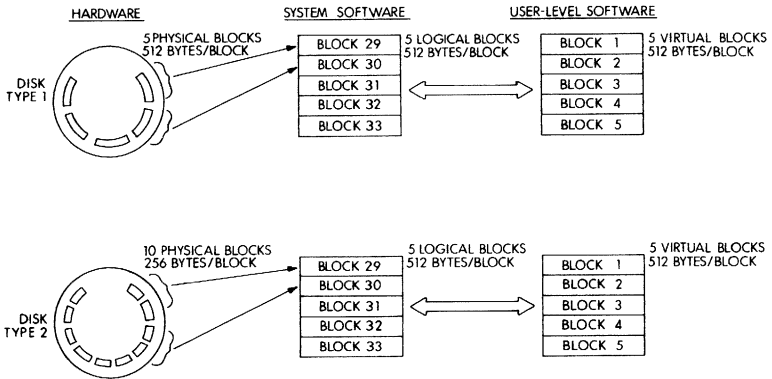 HARDWARE
SYSTEM SOFTWARE
USER-LEVEL SOFTWARE
5 PHYSICAL BLOCKS
512 BYTES/BLOCK
DISK
TYPE 1
BLOCK 29
BLOCK 30
BLOCK 31
BLOCK 32
BLOCK 33
5 LOGICAL BLOCKS
512 BYTES/BLOCK
BLOCK 1
BLOCK 2
BLOCK 3
BLOCK 4
BLOCK 5
5 VIRTUAL BLOCKS
512 BYTES/BLOCK
10 PHYSICAL BLOCKS
256 BYTES/BLOCK
DISK
TYPE 2
BLOCK 29
BLOCK 30
BLOCK 31
BLOCK 32
BLOCK 33
5 LOGICAL BLOCKS
512 BYTES/BLOCK
BLOCK 1
BLOCK 2
BLOCK 3
BLOCK 4
BLOCK 5
5 VIRTUAL BLOCKS
512 BYTES/BLOCK